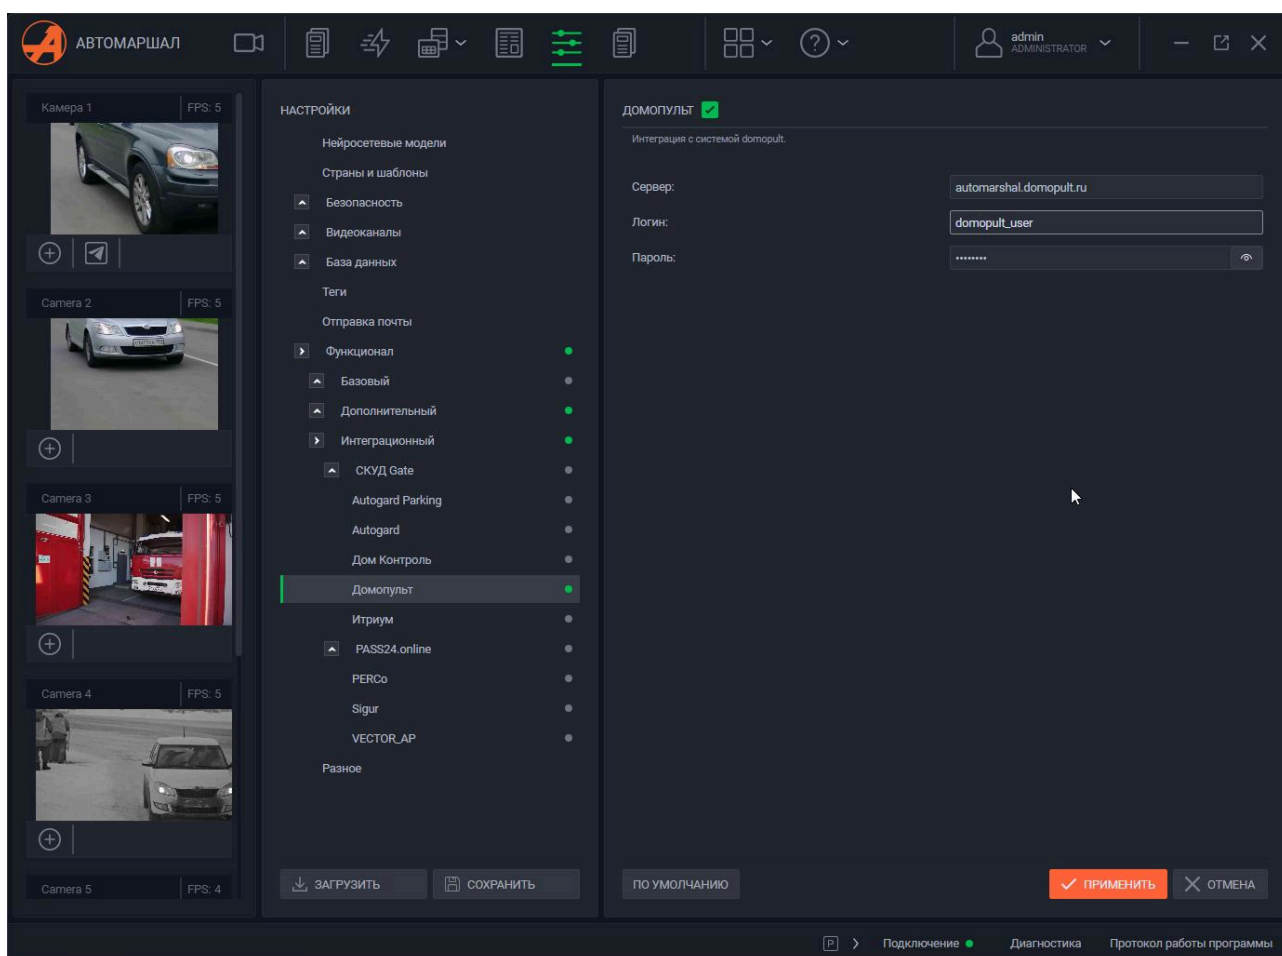 АВТОМАРШАЛ
admin
ADMINISTRATOR
Камера 1 FPS: 5
Camera 2 FPS: 5
Camera 3 FPS: 5
Camera 4 FPS: 5
Camera 5 FPS: 4
НАСТРОЙКИ
Нейросетевые модели
Страны и шаблоны
Безопасность
Видеоканалы
База данных
Теги
Отправка почты
Функционал
Базовый
Дополнительный
Интеграционный
СКУД Gate
Autogard Parking
Autogard
Дом Контроль
Домопульт
Итриум
PASS24.online
PERCo
Sigur
VECTOR_AP
Разное
ЗАГРУЗИТЬ СОХРАНИТЬ
ДОМОПУЛЬТ
Интеграция с системой domopult.
Сервер: automarshal.domopult.ru
Логин: domopult_user
Пароль: ••••••••
ПО УМОЛЧАНИЮ ПРИМЕНИТЬ ОТМЕНА
P Подключение Диагностика Протокол работы программы